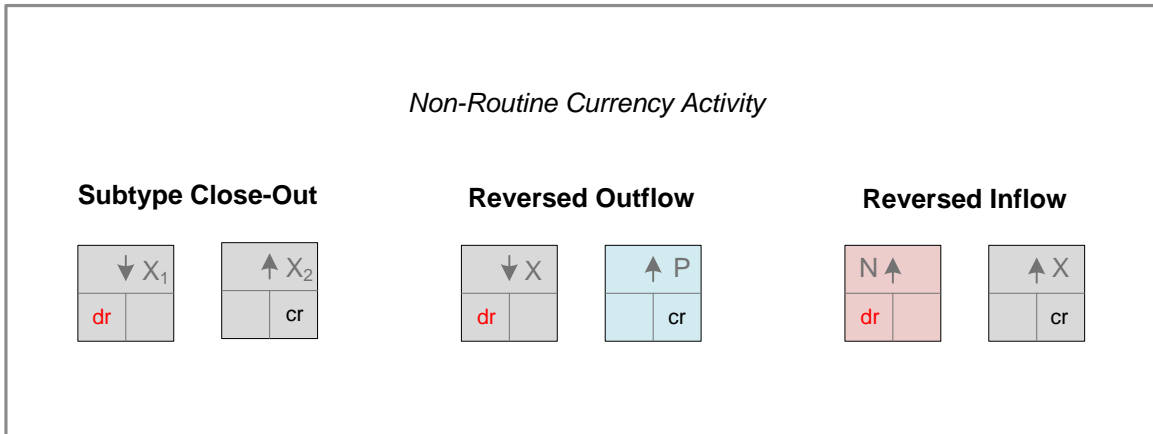 Non-Routine Currency Activity
Subtype Close-Out Reversed Outflow Reversed Inflow
↓ X₁ ↑ X₂ ↓ X ↑ P N ↑ ↑ X
dr cr dr cr dr cr